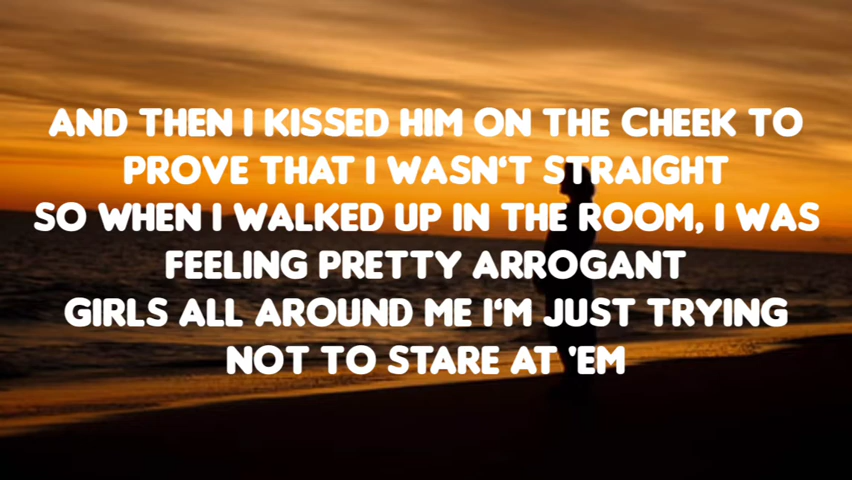 AND THEN I KISSED HIM ON THE CHEEK TO
PROVE THAT I WASN'T STRAIGHT
SO WHEN I WALKED UP IN THE ROOM, I WAS
FEELING PRETTY ARROGANT
GIRLS ALL AROUND ME I'M JUST TRYING
NOT TO STARE AT 'EM